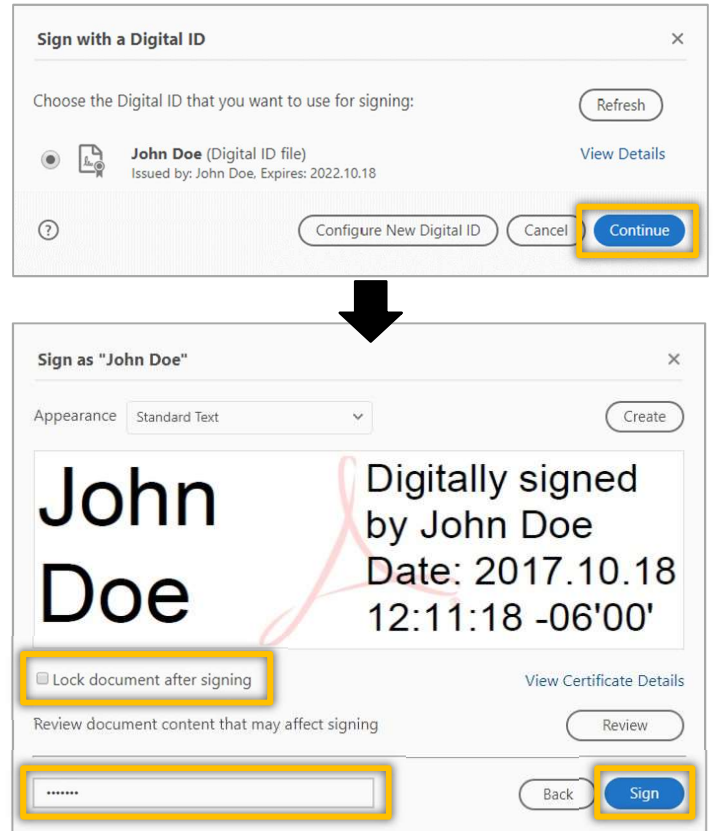 Sign with a Digital ID
Choose the Digital ID that you want to use for signing:
Refresh
John Doe (Digital ID file)
View Details
Issued by: John Doe, Expires: 2022.10.18
?
Configure New Digital ID
Cancel
Continue
Sign as "John Doe"
Appearance
Standard Text
Create
John
Doe
Digitally signed
by John Doe
Date: 2017.10.18
12:11:18 -06'00'
Lock document after signing
View Certificate Details
Review document content that may affect signing
Review
Back
Sign